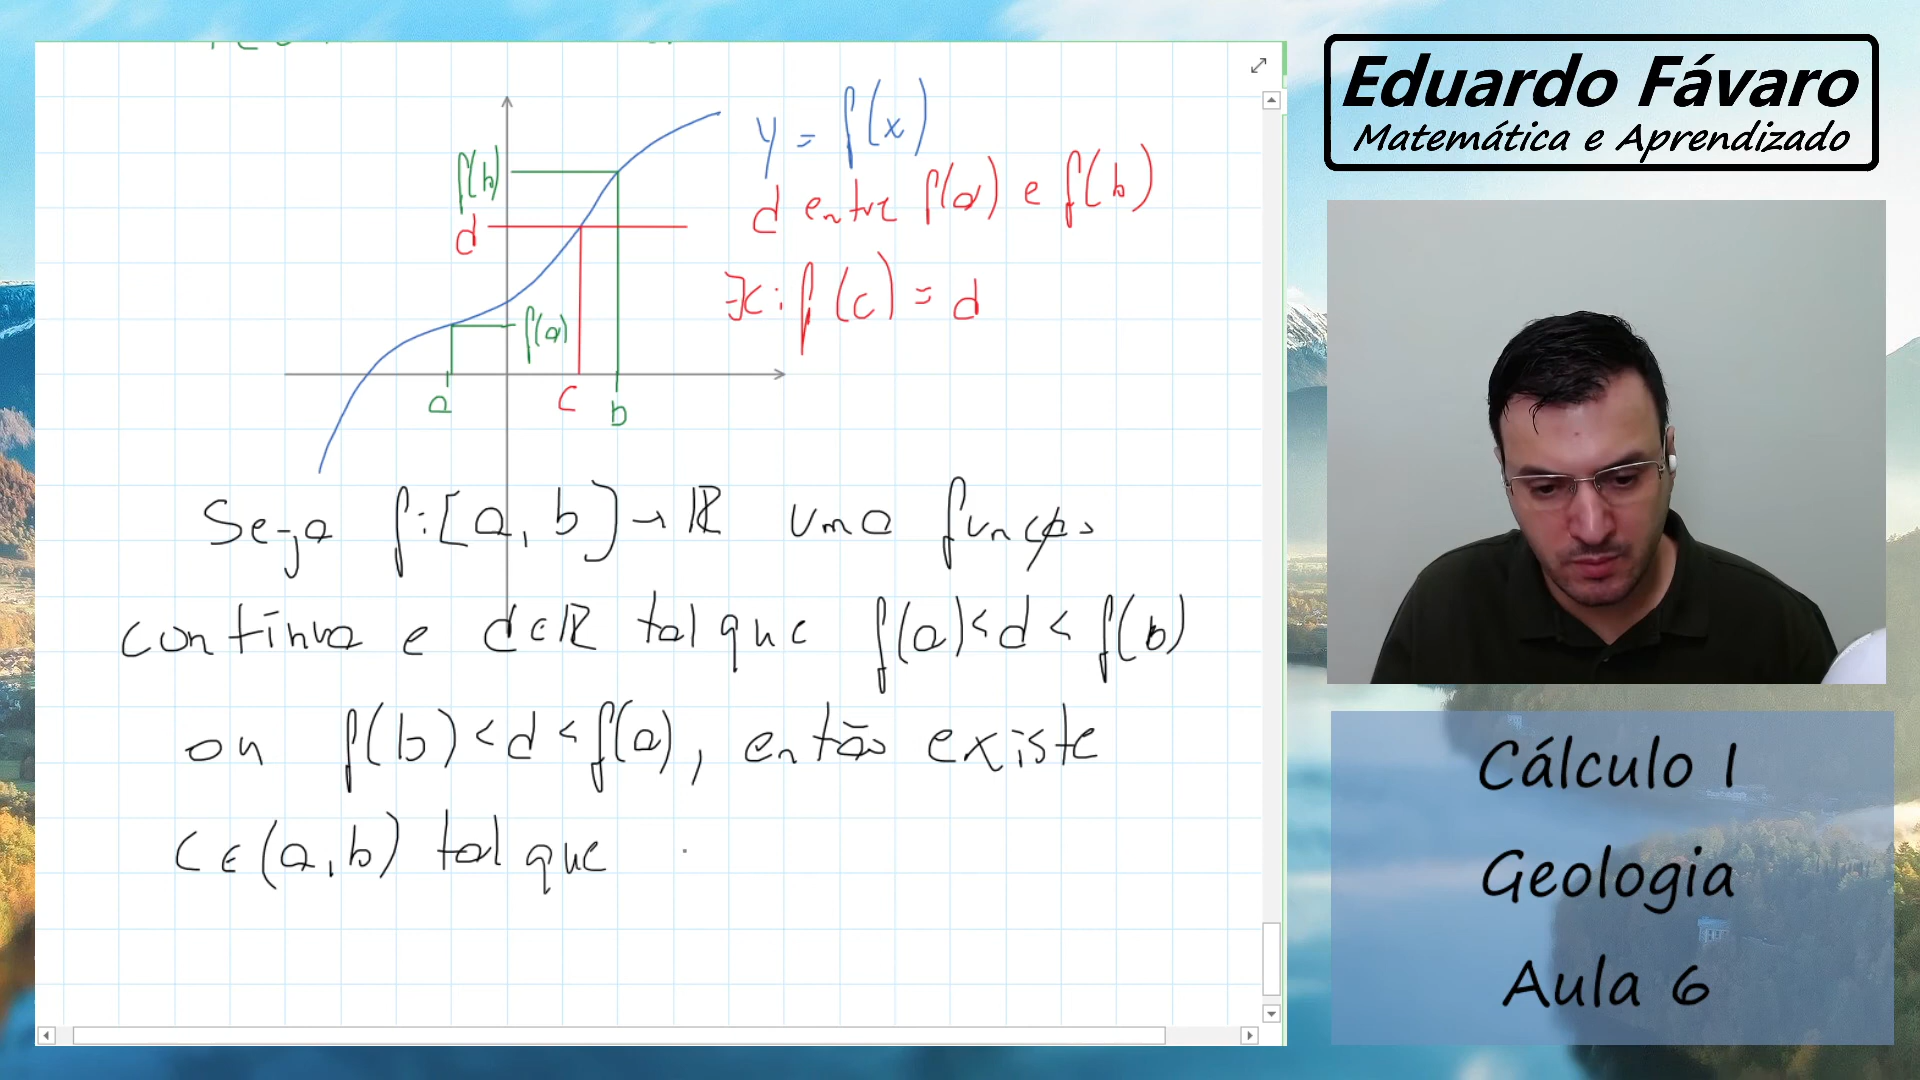 y = f(x)
f(b)
d entre f(a) e f(b)
d
∃c: f(c) = d
f(a)
a c b
Seja f: [a, b] → ℝ uma função
contínua e d ∈ ℝ tal que f(a) < d < f(b)
ou f(b) < d < f(a), então existe
c ∈ (a, b) tal que
Eduardo Fávaro
Matemática e Aprendizado
Cálculo I
Geologia
Aula 6